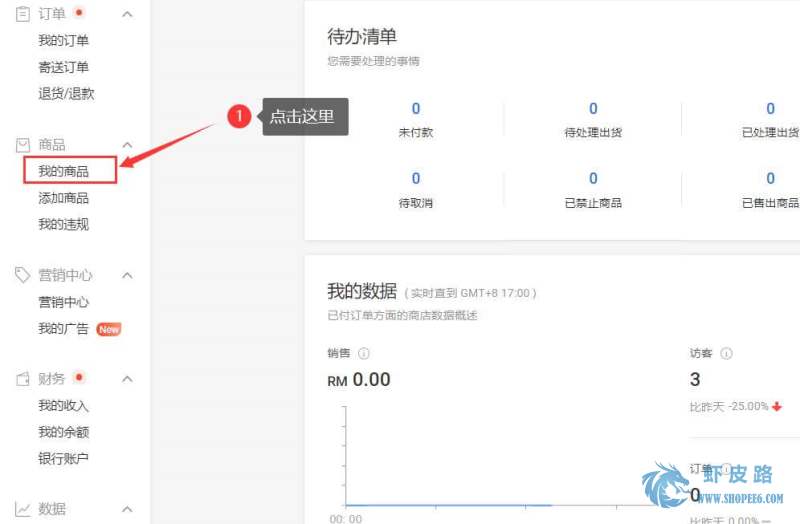 订单
我的订单
寄送订单
退货/退款
商品
我的商品
添加商品
我的违规
营销中心
营销中心
我的广告 New
财务
我的收入
我的余额
银行账户
数据
1 点击这里
待办清单
您需要处理的事情
0 0 0
未付款 待处理出货 已处理出货
0 0 0
待取消 已禁止商品 已售出商品
我的数据 ( 实时直到 GMT+8 17:00 )
已付订单方面的商店数据概述
销售
RM 0.00
00: 00
访客
3
比昨天 -25.00%
订单
0
比昨天 0.00% —
虾皮路
WWW.SHOPEE6.COM